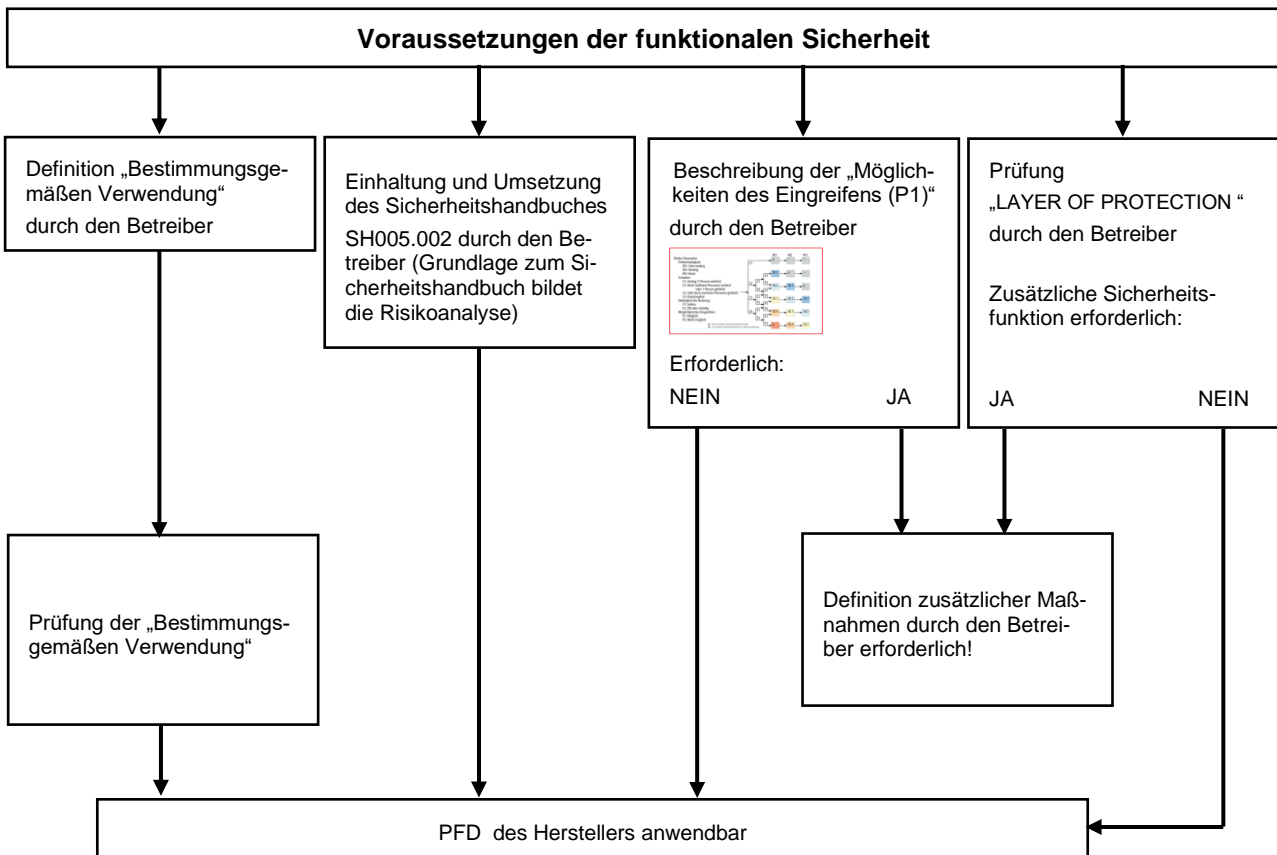 Voraussetzungen der funktionalen Sicherheit
Definition „Bestimmungsge-
mäßen Verwendung“
durch den Betreiber
Einhaltung und Umsetzung
des Sicherheitshandbuches
SH005.002 durch den Be-
treiber (Grundlage zum Si-
cherheitshandbuch bildet
die Risikoanalyse)
Beschreibung der „Möglich-
keiten des Eingreifens (P1)“
durch den Betreiber
Erforderlich:
NEIN JA
Prüfung
„LAYER OF PROTECTION “
durch den Betreiber
Zusätzliche Sicherheits-
funktion erforderlich:
JA NEIN
Prüfung der „Bestimmungs-
gemäßen Verwendung“
Definition zusätzlicher Maß-
nahmen durch den Betrei-
ber erforderlich!
PFD des Herstellers anwendbar